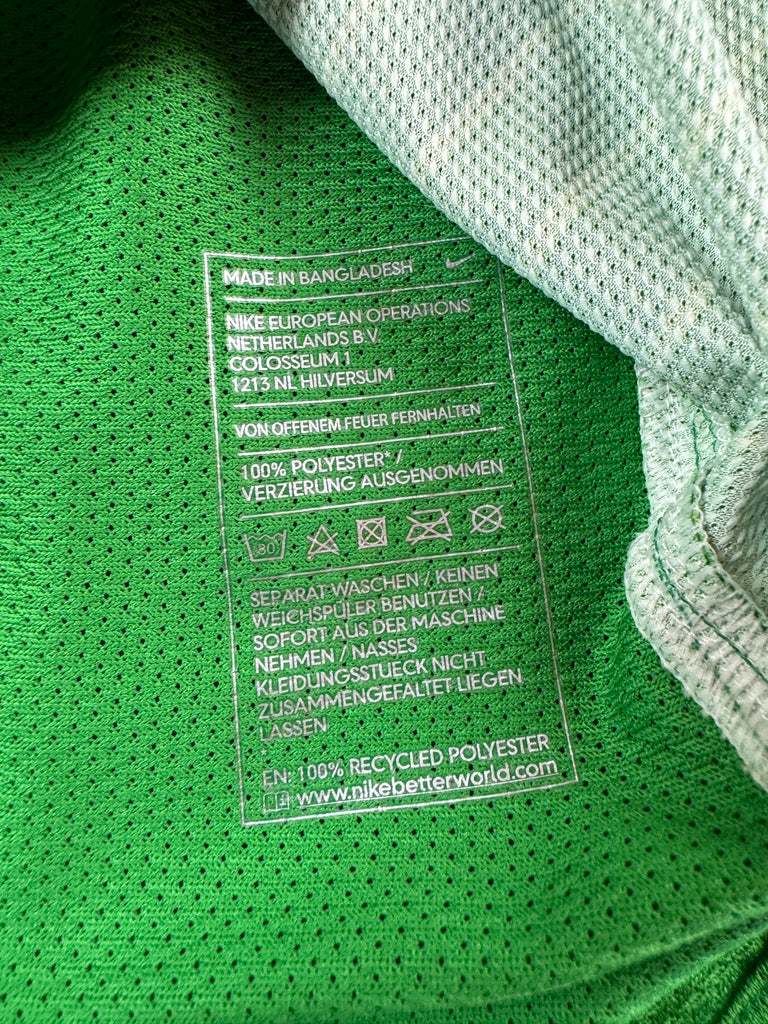 MADE IN BANGLADESH
NIKE EUROPEAN OPERATIONS
NETHERLANDS B.V.
COLOSSEUM 1
1213 NL HILVERSUM
VON OFFENEM FEUER FERNHALTEN
100% POLYESTER* /
VERZIERUNG AUSGENOMMEN
30
SEPARAT WASCHEN / KEINEN
WEICHSPÜLER BENUTZEN /
SOFORT AUS DER MASCHINE
NEHMEN / NASSES
KLEIDUNGSSTUECK NICHT
ZUSAMMENGEFALTET LIEGEN
LASSEN
*
EN: 100% RECYCLED POLYESTER
www.nikebetterworld.com